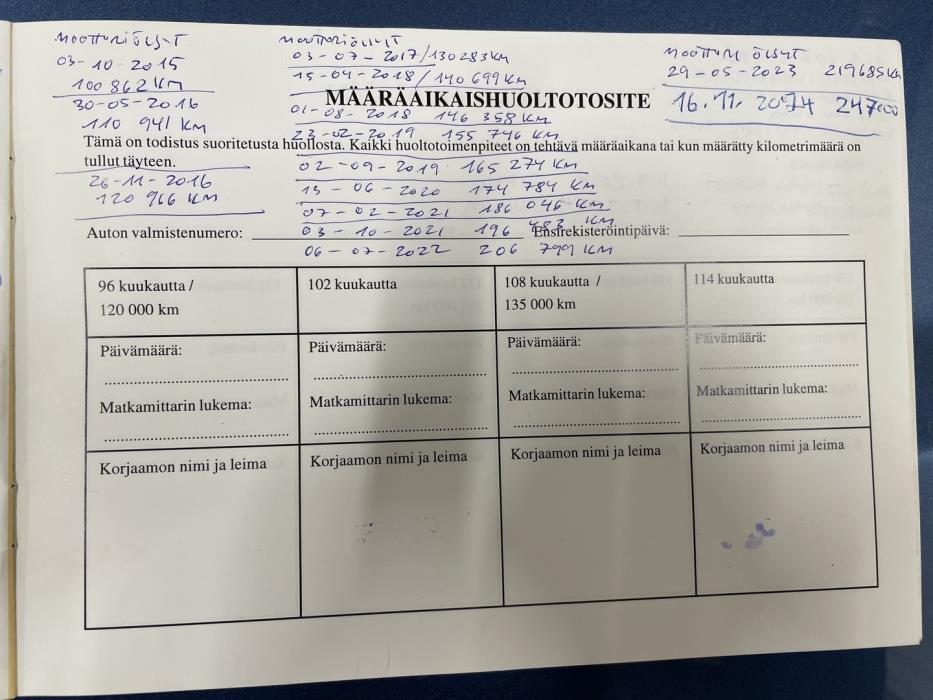 MOOTTORIÖLJYT
03-10-2015
100 862 KM
30-05-2016
110 941 KM
26-11-2016
120 966 KM
MOOTTORIÖLJYT
03-07-2017/130283KM
15-04-2018/140 699KM
01-08-2018 146 358 KM
23-02-2019 155 746 KM
02-09-2019 165 274 KM
13-06-2020 174 784 KM
07-02-2021 186 046 KM
03-10-2021 196 483 KM
06-07-2022 206 799 KM
MOOTTORI ÖLJYT
29-05-2023 219685KM
16.11.2024 247000
MÄÄRÄAIKAISHUOLTOTOSITE
Tämä on todistus suoritetusta huollosta. Kaikki huoltotoimenpiteet on tehtävä määräaikana tai kun määrätty kilometrimäärä on
tullut täyteen.
Auton valmistenumero: Ensirekisteröintipäivä:
96 kuukautta /
120 000 km
102 kuukautta
108 kuukautta /
135 000 km
114 kuukautta
Päivämäärä: Päivämäärä: Päivämäärä: Päivämäärä:
Matkamittarin lukema: Matkamittarin lukema: Matkamittarin lukema: Matkamittarin lukema:
Korjaamon nimi ja leima Korjaamon nimi ja leima Korjaamon nimi ja leima Korjaamon nimi ja leima